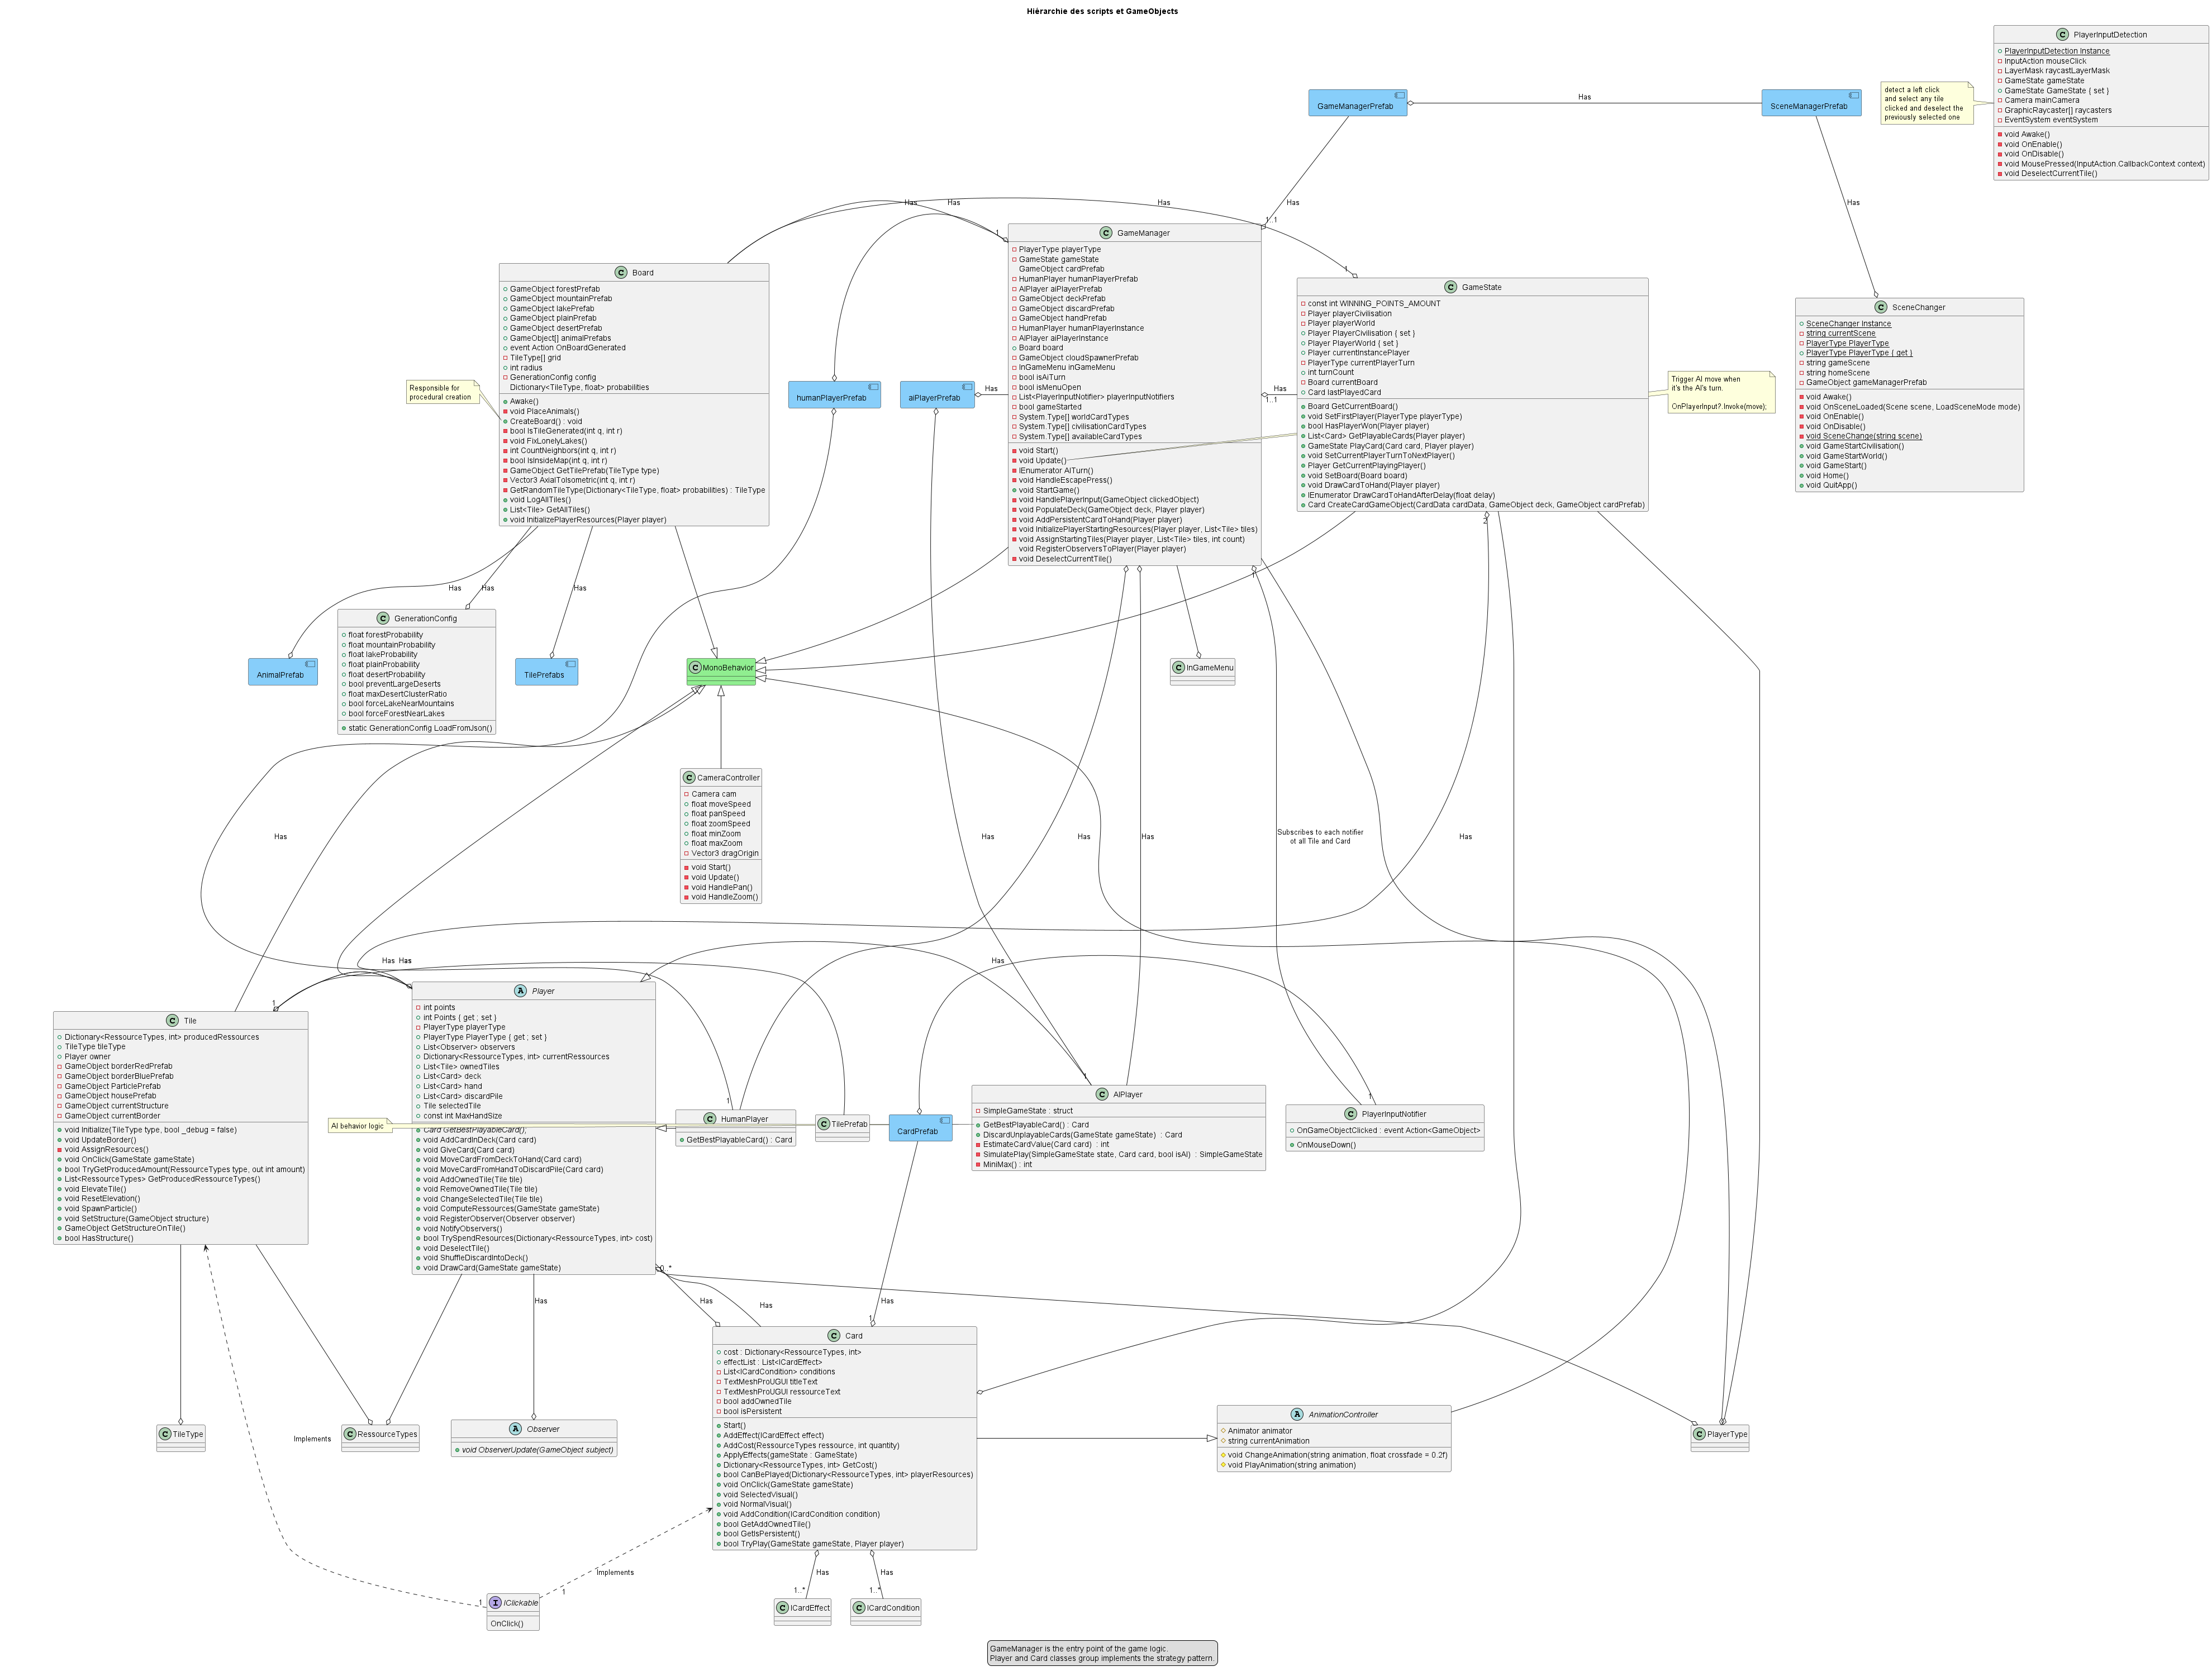 Hiérarchie des scripts et GameObjects
PlayerInputDetection
PlayerInputDetection Instance
InputAction mouseClick
LayerMask raycastLayerMask
GameState gameState
GameState GameState { set }
Camera mainCamera
GraphicRaycaster[] raycasters
EventSystem eventSystem
void Awake()
void OnEnable()
void OnDisable()
void MousePressed(InputAction.CallbackContext context)
void DeselectCurrentTile()
detect a left click
and select any tile
clicked and deselect the
previously selected one
GameManagerPrefab
Has
SceneManagerPrefab
Has
Has
Has
Has
Has
1..1
1
1
GameManager
PlayerType playerType
GameState gameState
GameObject cardPrefab
HumanPlayer humanPlayerPrefab
AIPlayer aiPlayerPrefab
GameObject deckPrefab
GameObject discardPrefab
GameObject handPrefab
HumanPlayer humanPlayerInstance
AIPlayer aiPlayerInstance
Board board
GameObject cloudSpawnerPrefab
InGameMenu inGameMenu
bool isAiTurn
bool isMenuOpen
List<PlayerInputNotifier> playerInputNotifiers
bool gameStarted
System.Type[] worldCardTypes
System.Type[] civilisationCardTypes
System.Type[] availableCardTypes
void Start()
void Update()
IEnumerator AITurn()
void HandleEscapePress()
void StartGame()
void HandlePlayerInput(GameObject clickedObject)
void PopulateDeck(GameObject deck, Player player)
void AddPersistentCardToHand(Player player)
void InitializePlayerStartingResources(Player player, List<Tile> tiles)
void AssignStartingTiles(Player player, List<Tile> tiles, int count)
void RegisterObserversToPlayer(Player player)
void DeselectCurrentTile()
Board
GameObject forestPrefab
GameObject mountainPrefab
GameObject lakePrefab
GameObject plainPrefab
GameObject desertPrefab
GameObject[] animalPrefabs
event Action OnBoardGenerated
TileType[] grid
int radius
GenerationConfig config
Dictionary<TileType, float> probabilities
Awake()
void PlaceAnimals()
CreateBoard() : void
bool IsTileGenerated(int q, int r)
void FixLonelyLakes()
int CountNeighbors(int q, int r)
bool IsInsideMap(int q, int r)
GameObject GetTilePrefab(TileType type)
Vector3 AxialToIsometric(int q, int r)
GetRandomTileType(Dictionary<TileType, float> probabilities) : TileType
void LogAllTiles()
List<Tile> GetAllTiles()
void InitializePlayerResources(Player player)
Responsible for
procedural creation
humanPlayerPrefab
aiPlayerPrefab
Has
Has
1..1
GameState
const int WINNING_POINTS_AMOUNT
Player playerCivilisation
Player playerWorld
Player PlayerCivilisation { set }
Player PlayerWorld { set }
Player currentInstancePlayer
PlayerType currentPlayerTurn
int turnCount
Board currentBoard
Card lastPlayedCard
Board GetCurrentBoard()
void SetFirstPlayer(PlayerType playerType)
bool HasPlayerWon(Player player)
List<Card> GetPlayableCards(Player player)
GameState PlayCard(Card card, Player player)
void SetCurrentPlayerTurnToNextPlayer()
Player GetCurrentPlayingPlayer()
void SetBoard(Board board)
void DrawCardToHand(Player player)
IEnumerator DrawCardToHandAfterDelay(float delay)
Card CreateCardGameObject(CardData cardData, GameObject deck, GameObject cardPrefab)
Trigger AI move when
it's the AI's turn.
OnPlayerInput?.Invoke(move);
SceneChanger
SceneChanger Instance
string currentScene
PlayerType PlayerType
PlayerType PlayerType { get }
string gameScene
string homeScene
GameObject gameManagerPrefab
void Awake()
void OnSceneLoaded(Scene scene, LoadSceneMode mode)
void OnEnable()
void OnDisable()
void SceneChange(string scene)
void GameStartCivilisation()
void GameStartWorld()
void GameStart()
void Home()
void QuitApp()
2
1
Has
Has
Has
GenerationConfig
float forestProbability
float mountainProbability
float lakeProbability
float plainProbability
float desertProbability
bool preventLargeDeserts
float maxDesertClusterRatio
bool forceLakeNearMountains
bool forceForestNearLakes
static GenerationConfig LoadFromJson()
AnimalPrefab
TilePrefabs
MonoBehavior
InGameMenu
CameraController
Camera cam
float moveSpeed
float panSpeed
float zoomSpeed
float minZoom
float maxZoom
Vector3 dragOrigin
void Start()
void Update()
void HandlePan()
void HandleZoom()
Has
Has
Has
Has
Subscribes to each notifier
ot all Tile and Card
Has
Has
Has
Has
1
Tile
Dictionary<RessourceTypes, int> producedRessources
TileType tileType
Player owner
GameObject borderRedPrefab
GameObject borderBluePrefab
GameObject ParticlePrefab
GameObject housePrefab
GameObject currentStructure
GameObject currentBorder
void Initialize(TileType type, bool _debug = false)
void UpdateBorder()
void AssignResources()
void OnClick(GameState gameState)
bool TryGetProducedAmount(RessourceTypes type, out int amount)
List<RessourceTypes> GetProducedRessourceTypes()
void ElevateTile()
void ResetElevation()
void SpawnParticle()
void SetStructure(GameObject structure)
GameObject GetStructureOnTile()
bool HasStructure()
Player
int points
int Points { get ; set }
PlayerType playerType
PlayerType PlayerType { get ; set }
List<Observer> observers
Dictionary<RessourceTypes, int> currentRessources
List<Tile> ownedTiles
List<Card> deck
List<Card> hand
List<Card> discardPile
Tile selectedTile
const int MaxHandSize
Card GetBestPlayableCard();
void AddCardInDeck(Card card)
void GiveCard(Card card)
void MoveCardFromDeckToHand(Card card)
void MoveCardFromHandToDiscardPile(Card card)
void AddOwnedTile(Tile tile)
void RemoveOwnedTile(Tile tile)
void ChangeSelectedTile(Tile tile)
void ComputeRessources(GameState gameState)
void RegisterObserver(Observer observer)
void NotifyObservers()
bool TrySpendResources(Dictionary<RessourceTypes, int> cost)
void DeselectTile()
void ShuffleDiscardIntoDeck()
void DrawCard(GameState gameState)
AI behavior logic
1
HumanPlayer
GetBestPlayableCard() : Card
TilePrefab
CardPrefab
1
AIPlayer
SimpleGameState : struct
GetBestPlayableCard() : Card
DiscardUnplayableCards(GameState gameState) : Card
EstimateCardValue(Card card) : int
SimulatePlay(SimpleGameState state, Card card, bool isAI) : SimpleGameState
MiniMax() : int
1
PlayerInputNotifier
OnGameObjectClicked : event Action<GameObject>
OnMouseDown()
0..*
Has
Has
Has
Has
1
Card
cost : Dictionary<RessourceTypes, int>
effectList : List<ICardEffect>
List<ICardCondition> conditions
TextMeshProUGUI titleText
TextMeshProUGUI ressourceText
bool addOwnedTile
bool isPersistent
Start()
AddEffect(ICardEffect effect)
AddCost(RessourceTypes ressource, int quantity)
ApplyEffects(gameState : GameState)
Dictionary<RessourceTypes, int> GetCost()
bool CanBePlayed(Dictionary<RessourceTypes, int> playerResources)
void OnClick(GameState gameState)
void SelectedVisual()
void NormalVisual()
void AddCondition(ICardCondition condition)
bool GetAddOwnedTile()
bool GetIsPersistent()
bool TryPlay(GameState gameState, Player player)
TileType
Implements
RessourceTypes
Observer
void ObserverUpdate(GameObject subject)
AnimationController
Animator animator
string currentAnimation
void ChangeAnimation(string animation, float crossfade = 0.2f)
void PlayAnimation(string animation)
PlayerType
Implements
Has
Has
1
1
1..*
1..*
IClickable
OnClick()
ICardEffect
ICardCondition
GameManager is the entry point of the game logic.
Player and Card classes group implements the strategy pattern.